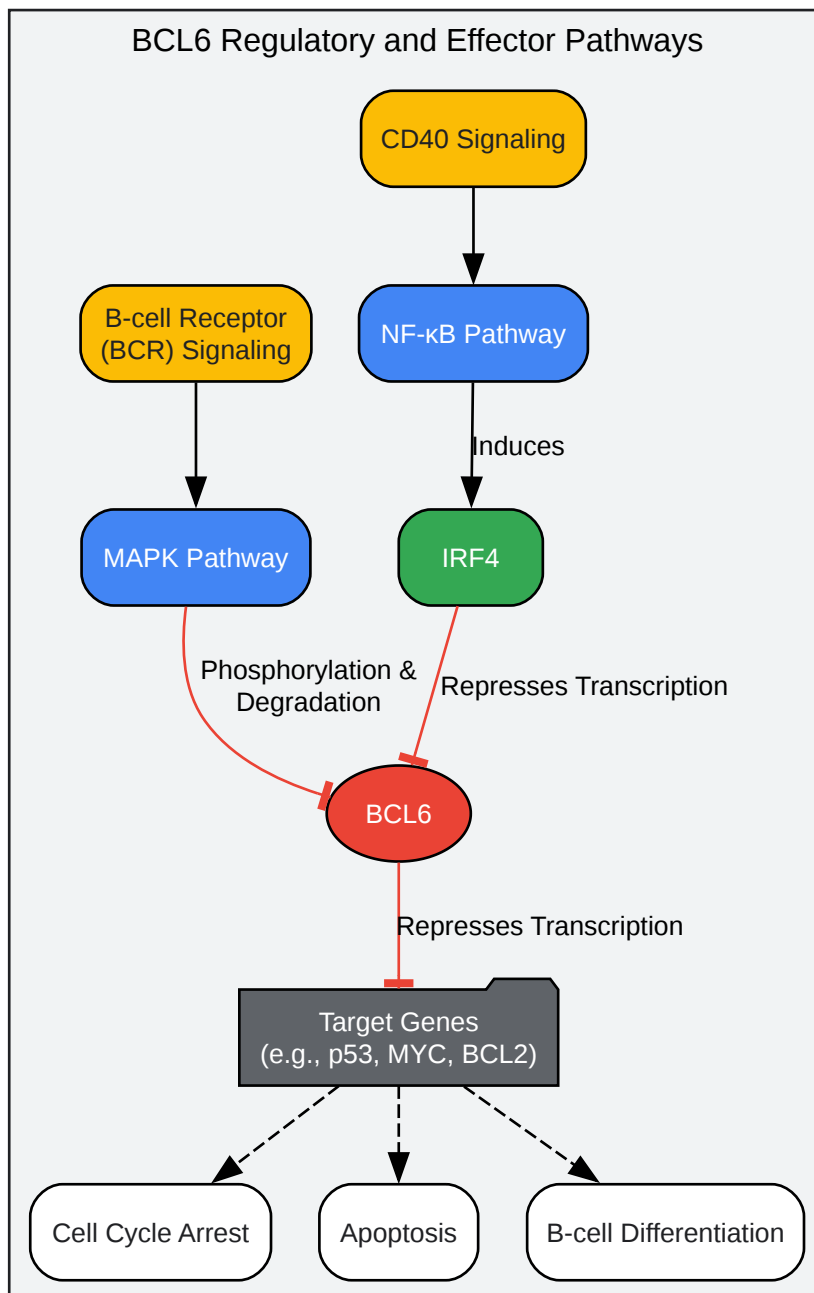 BCL6 Regulatory and Effector Pathways
CD40 Signaling
B-cell Receptor
(BCR) Signaling
NF-κB Pathway
Induces
MAPK Pathway
IRF4
Phosphorylation &
Degradation
Represses Transcription
BCL6
Represses Transcription
Target Genes
(e.g., p53, MYC, BCL2)
Cell Cycle Arrest
Apoptosis
B-cell Differentiation